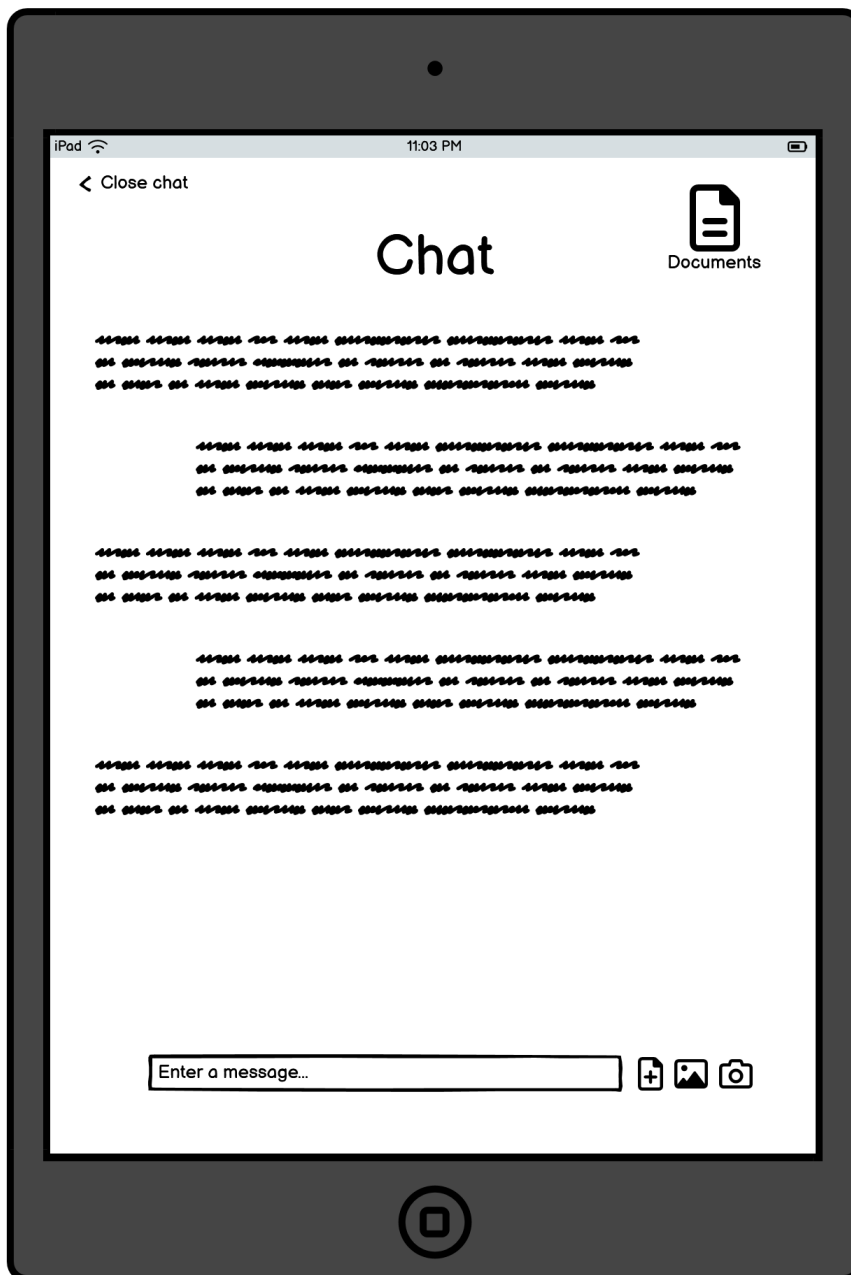 iPad
11:03 PM
Close chat
Chat
Documents
Enter a message...